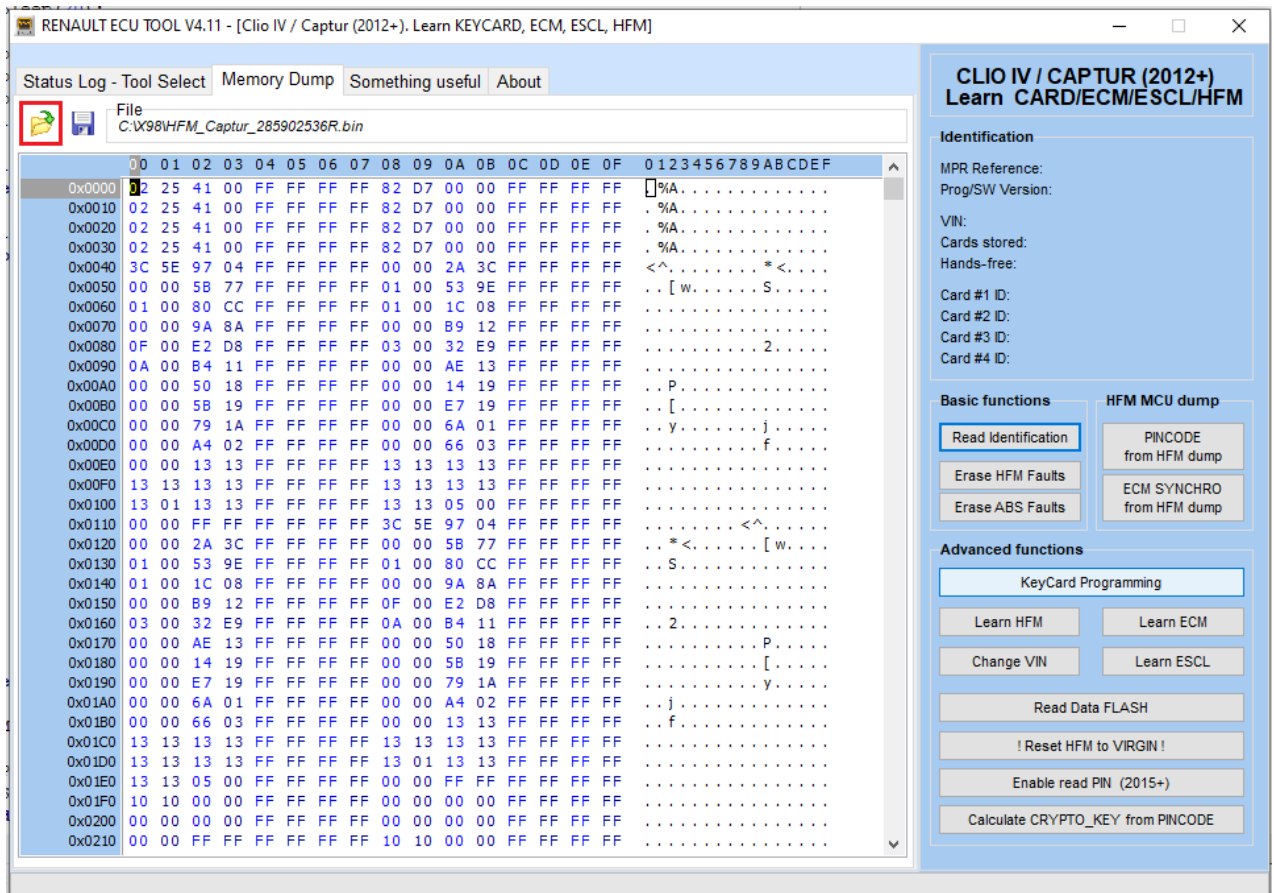 RENAULT ECU TOOL V4.11 - [Clio IV / Captur (2012+). Learn KEYCARD, ECM, ESCL, HFM]
Status Log - Tool Select Memory Dump Something useful About
File
C:\X98\HFM_Captur_285902536R.bin
00 01 02 03 04 05 06 07 08 09 0A 0B 0C 0D 0E 0F 0123456789ABCDEF
0x0000 02 25 41 00 FF FF FF FF 82 D7 00 00 FF FF FF FF .%A.............
0x0010 02 25 41 00 FF FF FF FF 82 D7 00 00 FF FF FF FF .%A.............
0x0020 02 25 41 00 FF FF FF FF 82 D7 00 00 FF FF FF FF .%A.............
0x0030 02 25 41 00 FF FF FF FF 82 D7 00 00 FF FF FF FF .%A.............
0x0040 3C 5E 97 04 FF FF FF FF 00 00 2A 3C FF FF FF FF <^........*<....
0x0050 00 00 5B 77 FF FF FF FF 01 00 53 9E FF FF FF FF ..[w......S.....
0x0060 01 00 80 CC FF FF FF FF 01 00 1C 08 FF FF FF FF ................
0x0070 00 00 9A 8A FF FF FF FF 00 00 B9 12 FF FF FF FF ................
0x0080 0F 00 E2 D8 FF FF FF FF 03 00 32 E9 FF FF FF FF ..........2.....
0x0090 0A 00 B4 11 FF FF FF FF 00 00 AE 13 FF FF FF FF ................
0x00A0 00 00 50 18 FF FF FF FF 00 00 14 19 FF FF FF FF ..P.............
0x00B0 00 00 5B 19 FF FF FF FF 00 00 E7 19 FF FF FF FF ..[.............
0x00C0 00 00 79 1A FF FF FF FF 00 00 6A 01 FF FF FF FF ..y.......j.....
0x00D0 00 00 A4 02 FF FF FF FF 00 00 66 03 FF FF FF FF ..........f.....
0x00E0 00 00 13 13 FF FF FF FF 13 13 13 13 FF FF FF FF ................
0x00F0 13 13 13 13 FF FF FF FF 13 13 13 13 FF FF FF FF ................
0x0100 13 01 13 13 FF FF FF FF 13 13 05 00 FF FF FF FF ................
0x0110 00 00 FF FF FF FF FF FF 3C 5E 97 04 FF FF FF FF ........<^......
0x0120 00 00 2A 3C FF FF FF FF 00 00 5B 77 FF FF FF FF ..*<......[w....
0x0130 01 00 53 9E FF FF FF FF 01 00 80 CC FF FF FF FF ..S.............
0x0140 01 00 1C 08 FF FF FF FF 00 00 9A 8A FF FF FF FF ................
0x0150 00 00 B9 12 FF FF FF FF 0F 00 E2 D8 FF FF FF FF ................
0x0160 03 00 32 E9 FF FF FF FF 0A 00 B4 11 FF FF FF FF ..2.............
0x0170 00 00 AE 13 FF FF FF FF 00 00 50 18 FF FF FF FF ..........P.....
0x0180 00 00 14 19 FF FF FF FF 00 00 5B 19 FF FF FF FF ..........[.....
0x0190 00 00 E7 19 FF FF FF FF 00 00 79 1A FF FF FF FF ..........y.....
0x01A0 00 00 6A 01 FF FF FF FF 00 00 A4 02 FF FF FF FF ..j.............
0x01B0 00 00 66 03 FF FF FF FF 00 00 13 13 FF FF FF FF ..f.............
0x01C0 13 13 13 13 FF FF FF FF 13 13 13 13 FF FF FF FF ................
0x01D0 13 13 13 13 FF FF FF FF 13 01 13 13 FF FF FF FF ................
0x01E0 13 13 05 00 FF FF FF FF 00 00 FF FF FF FF FF FF ................
0x01F0 10 10 00 00 FF FF FF FF 00 00 00 00 FF FF FF FF ................
0x0200 00 00 00 00 FF FF FF FF 00 00 00 00 FF FF FF FF ................
0x0210 00 00 FF FF FF FF FF FF 10 10 00 00 FF FF FF FF ................
CLIO IV / CAPTUR (2012+)
Learn CARD/ECM/ESCL/HFM
Identification
MPR Reference:
Prog/SW Version:
VIN:
Cards stored:
Hands-free:
Card #1 ID:
Card #2 ID:
Card #3 ID:
Card #4 ID:
Basic functions
Read Identification
Erase HFM Faults
Erase ABS Faults
HFM MCU dump
PINCODE
from HFM dump
ECM SYNCHRO
from HFM dump
Advanced functions
KeyCard Programming
Learn HFM
Learn ECM
Change VIN
Learn ESCL
Read Data FLASH
! Reset HFM to VIRGIN !
Enable read PIN (2015+)
Calculate CRYPTO_KEY from PINCODE